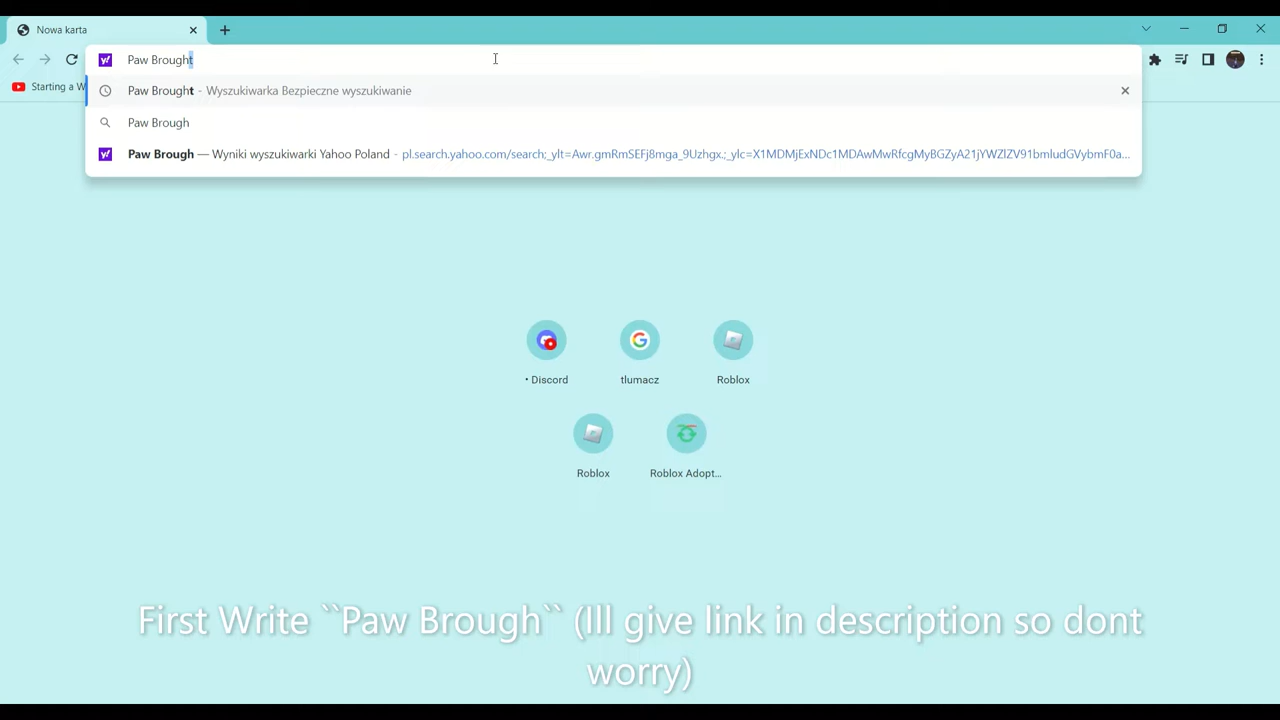 Nowa karta
Paw Brought
Starting a W
Paw Brought - Wyszukiwarka Bezpieczne wyszukiwanie
Paw Brough
Paw Brough — Wyniki wyszukiwarki Yahoo Poland - pl.search.yahoo.com/search;_ylt=Awr.gmRmSEFj8mga_9Uzhgx.;_ylc=X1MDMjExNDc1MDAwMwRfcgMyBGZyA21jYWZlZV91bmludGVybmF0a...
• Discord
tlumacz
Roblox
Roblox
Roblox Adopt...
First Write ``Paw Brough`` (Ill give link in description so dont
worry)